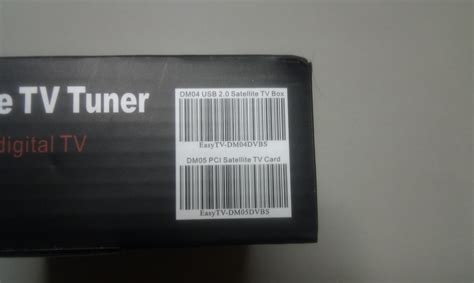 e TV Tuner
digital TV
DM04 USB 2.0 Satellite TV Box
EasyTV-DM04DVBS
DM05 PCI Satellite TV Card
EasyTV-DM05DVBS